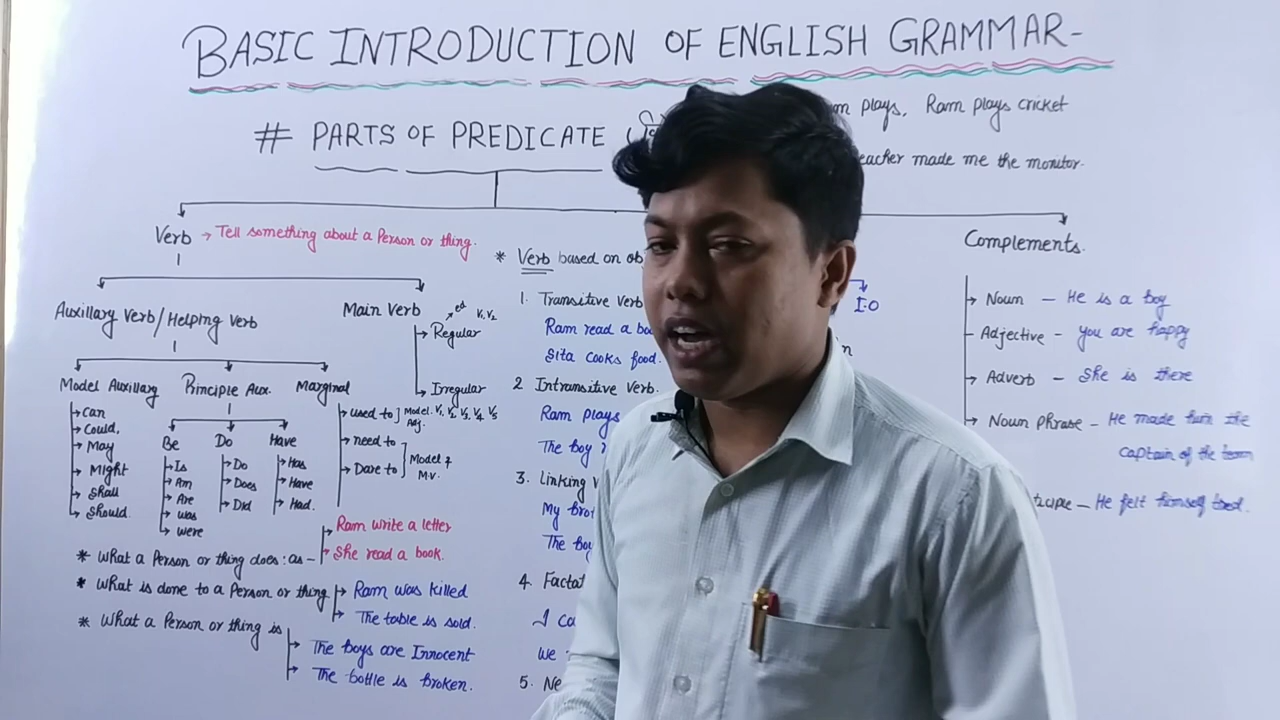 BASIC INTRODUCTION OF ENGLISH GRAMMAR-
# PARTS OF PREDICATE
plays, Ram plays cricket
made me the monitor.
Verb → Tell something about a Person or thing.
Auxillary Verb/Helping Verb
Main Verb
Regular
ed
V₁V₂
Irregular
Model Auxillary
Can
Could,
May
Might
Shall
Should
Principle Aux.
Be
Is
Am
Are
was
were
Do
Do
Does
Did
Have
Has
Have
Had.
Marginal
used to] Model. V₁ V₂ V₃ V₄ V₅
Adj.
need to
Dare to
] Model &
M.V.
* What a Person or thing does: as –
Ram write a letter
She read a book.
* What is done to a Person or thing
Ram was killed
The table is sold.
* What a Person or thing is
The boys are Innocent
The bottle is broken.
* Verb based on
1. Transitive Verb
Ram read a
Sita cooks food.
2 Intransitive Verb.
Ram plays
The boy
3. Linking
My
The
4.
I
we
5.
I.O
Complements.
Noun – He is a boy
Adjective – you are happy
Adverb – She is there
Noun Phrase – He made him the
captain of the team
– He felt himself tired.